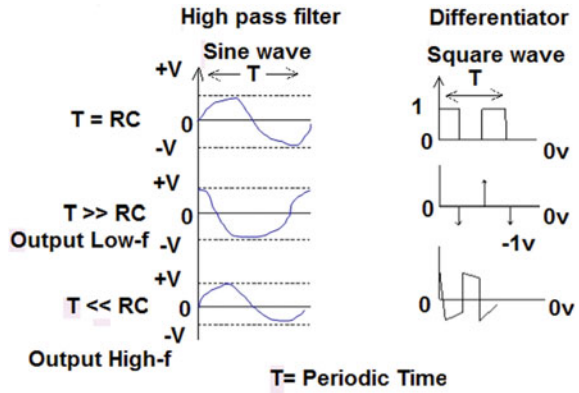 High pass filter
Differentiator
Sine wave
Square wave
+V
T
T
T = RC
0
1
0
0v
-V
+V
T >> RC
0
0
0v
Output Low-f
-V
-1v
+V
T << RC
0
0
0v
-V
Output High-f
T= Periodic Time